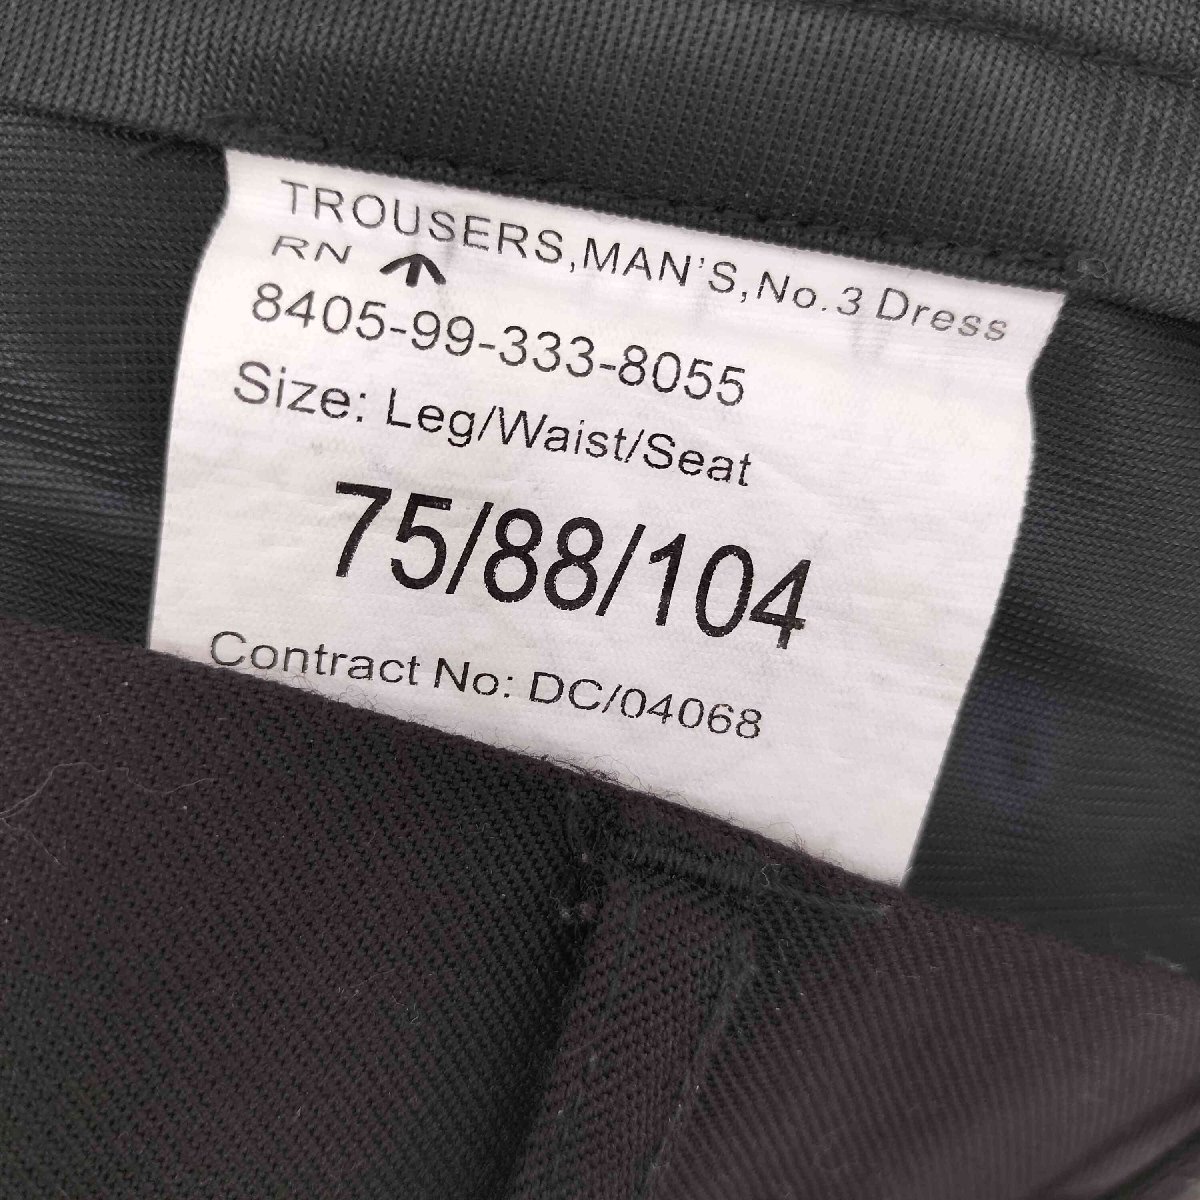 TROUSERS,MAN'S,No.3 Dress
RN
8405-99-333-8055
Size: Leg/Waist/Seat
75/88/104
Contract No: DC/04068